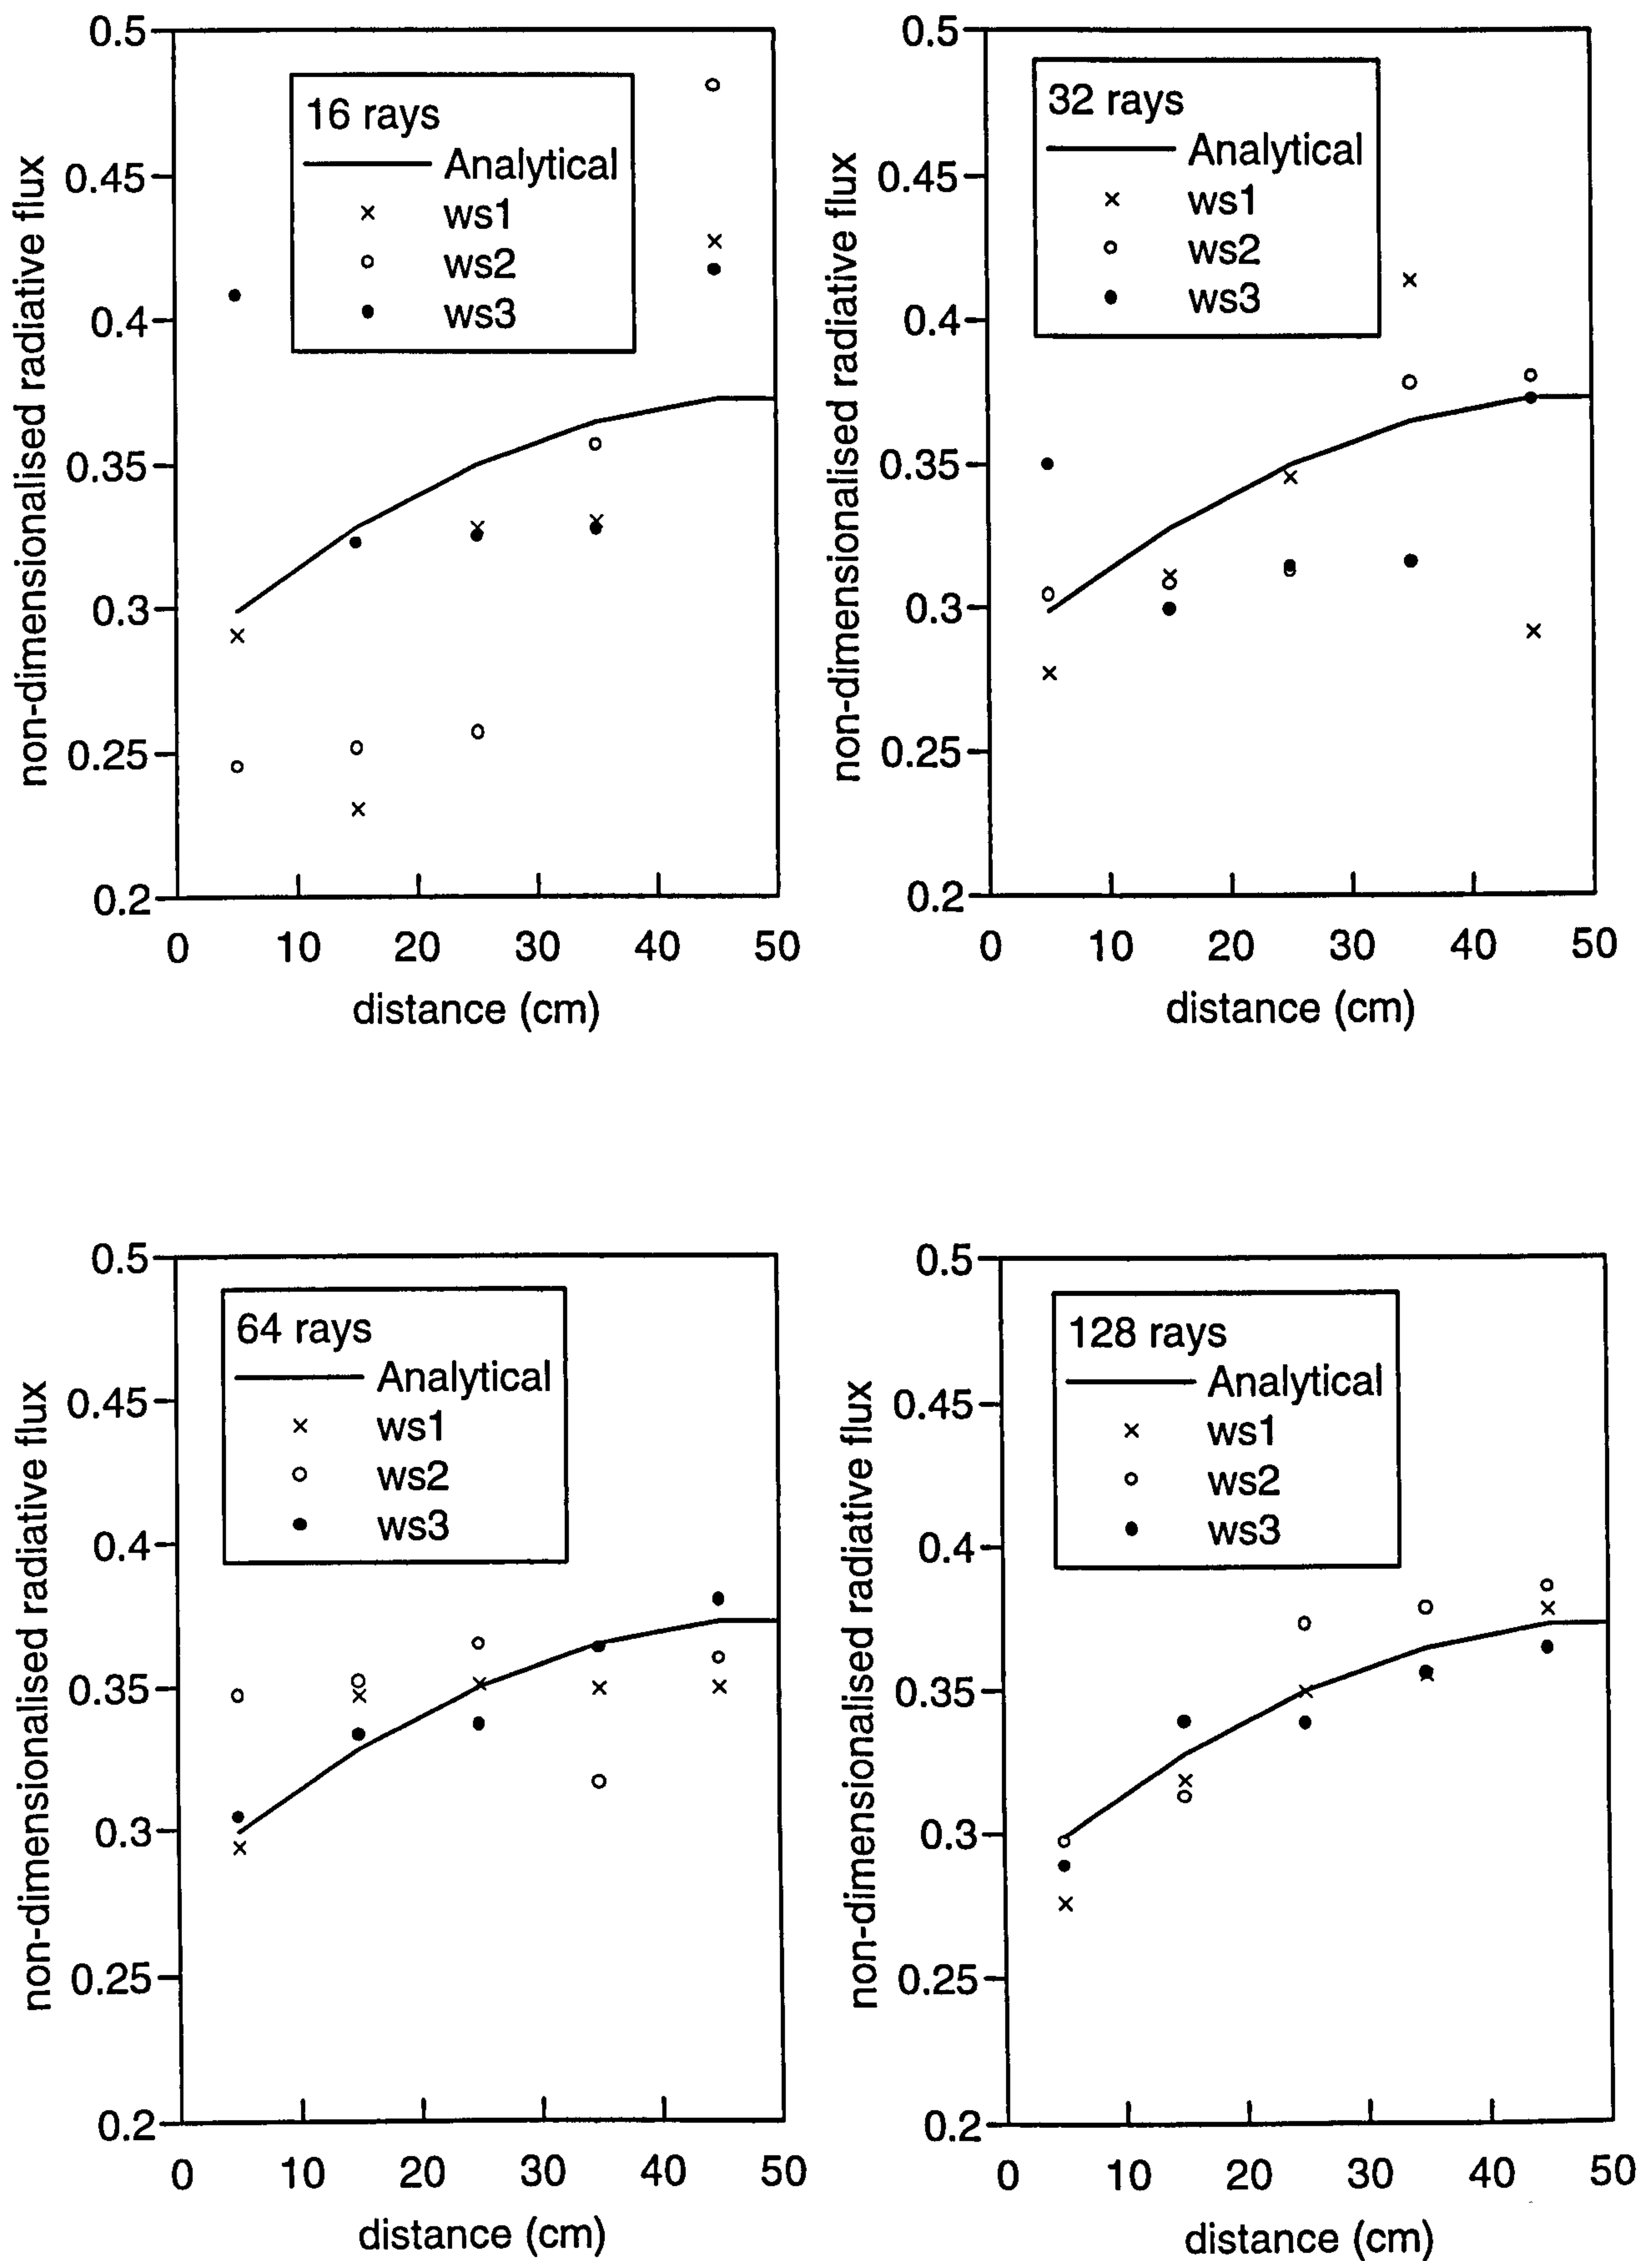 non-dimensionalised radiative flux
0.5
0.45
0.4
0.35
0.3
0.25
0.2
16 rays
Analytical
ws1
ws2
ws3
0 10 20 30 40 50
distance (cm)
non-dimensionalised radiative flux
0.5
0.45
0.4
0.35
0.3
0.25
0.2
32 rays
Analytical
ws1
ws2
ws3
0 10 20 30 40 50
distance (cm)
non-dimensionalised radiative flux
0.5
0.45
0.4
0.35
0.3
0.25
0.2
64 rays
Analytical
ws1
ws2
ws3
0 10 20 30 40 50
distance (cm)
non-dimensionalised radiative flux
0.5
0.45
0.4
0.35
0.3
0.25
0.2
128 rays
Analytical
ws1
ws2
ws3
0 10 20 30 40 50
distance (cm)